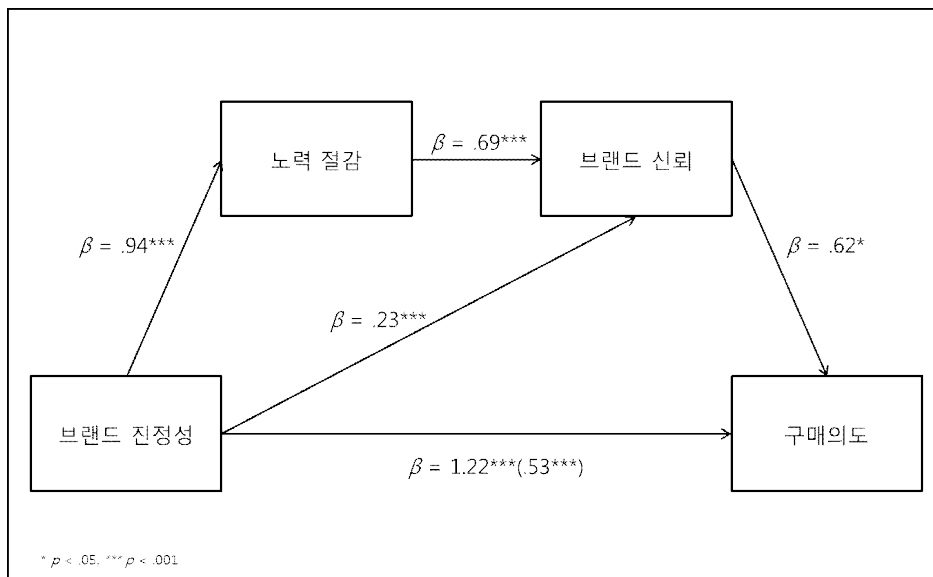 노력 절감
β = .69***
브랜드 신뢰
β = .94***
β = .62*
β = .23***
브랜드 진정성
구매의도
β = 1.22***(.53***)
* p < .05, *** p < .001